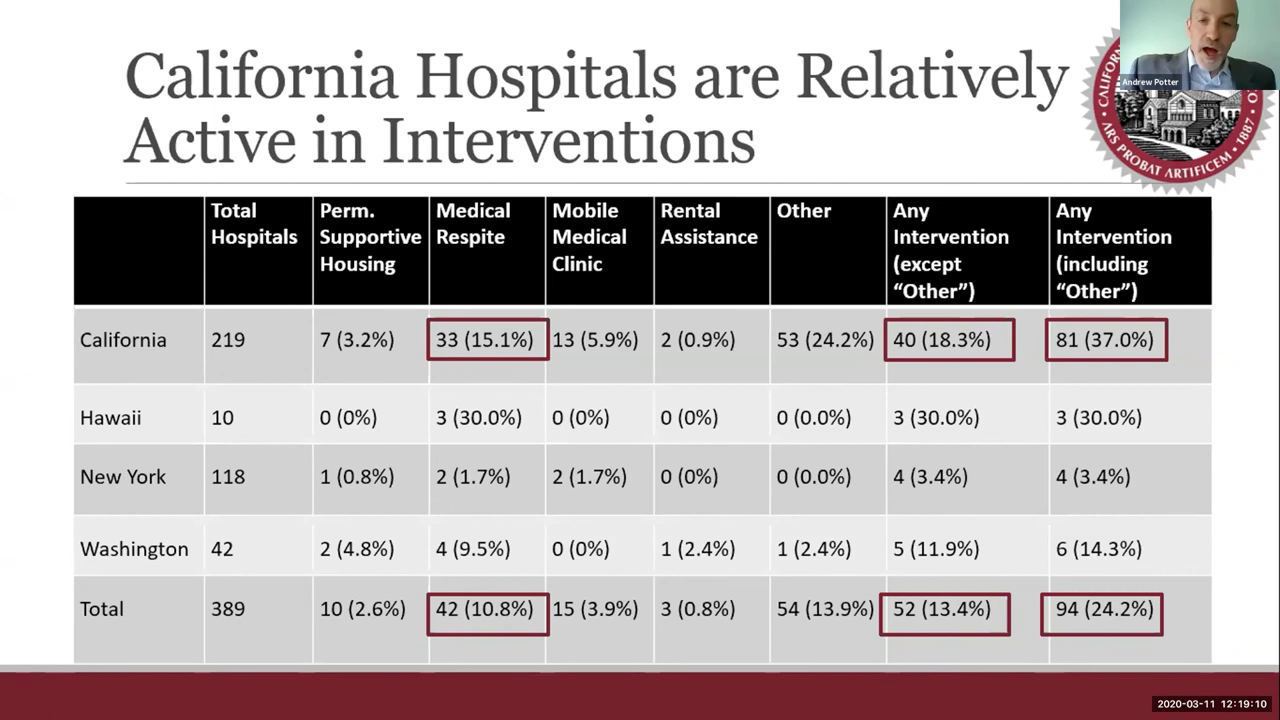 California Hospitals are Relatively
Active in Interventions
Andrew Potter
ARS PROBAT ARTIFICEM • 1887 •
Total
Hospitals
Perm.
Supportive
Housing
Medical
Respite
Mobile
Medical
Clinic
Rental
Assistance
Other
Any
Intervention
(except
“Other”)
Any
Intervention
(including
“Other”)
California 219 7 (3.2%) 33 (15.1%) 13 (5.9%) 2 (0.9%) 53 (24.2%) 40 (18.3%) 81 (37.0%)
Hawaii 10 0 (0%) 3 (30.0%) 0 (0%) 0 (0%) 0 (0.0%) 3 (30.0%) 3 (30.0%)
New York 118 1 (0.8%) 2 (1.7%) 2 (1.7%) 0 (0%) 0 (0.0%) 4 (3.4%) 4 (3.4%)
Washington 42 2 (4.8%) 4 (9.5%) 0 (0%) 1 (2.4%) 1 (2.4%) 5 (11.9%) 6 (14.3%)
Total 389 10 (2.6%) 42 (10.8%) 15 (3.9%) 3 (0.8%) 54 (13.9%) 52 (13.4%) 94 (24.2%)
2020-03-11 12:19:10